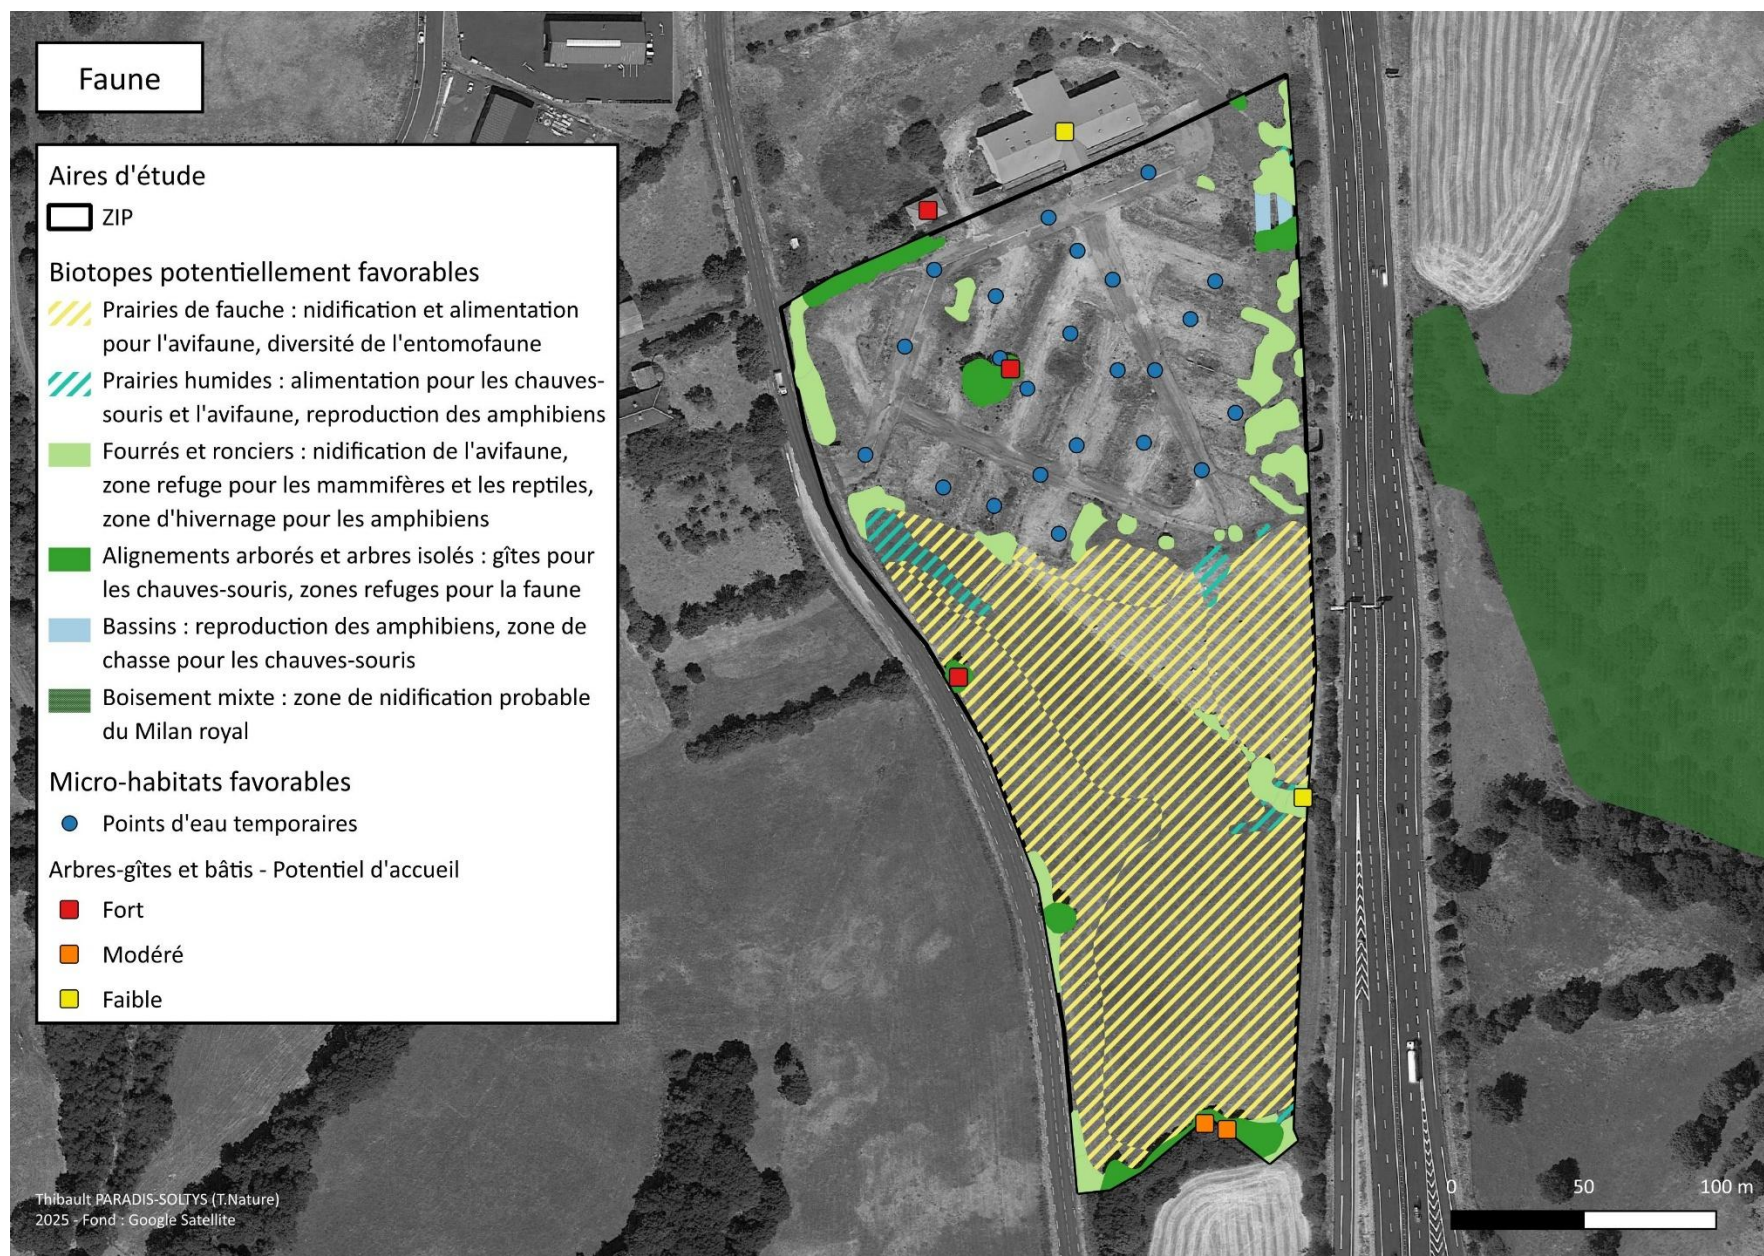 Faune
Aires d'étude
ZIP
Biotopes potentiellement favorables
Prairies de fauche : nidification et alimentation
pour l'avifaune, diversité de l'entomofaune
Prairies humides : alimentation pour les chauves-
souris et l'avifaune, reproduction des amphibiens
Fourrés et ronciers : nidification de l'avifaune,
zone refuge pour les mammifères et les reptiles,
zone d'hivernage pour les amphibiens
Alignements arborés et arbres isolés : gîtes pour
les chauves-souris, zones refuges pour la faune
Bassins : reproduction des amphibiens, zone de
chasse pour les chauves-souris
Boisement mixte : zone de nidification probable
du Milan royal
Micro-habitats favorables
Points d'eau temporaires
Arbres-gîtes et bâtis - Potentiel d'accueil
Fort
Modéré
Faible
Thibault PARADIS-SOLTYS (T.Nature)
2025 - Fond : Google Satellite
0 50 100 m